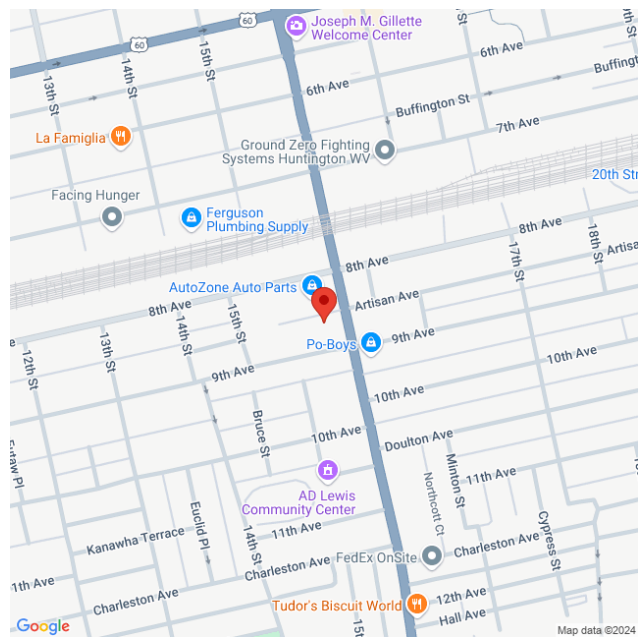 60
60
Joseph M. Gillette
Welcome Center
15th St
14th St
13th St
6th Ave
6th Ave
Buffington
Buffington St
La Famiglia
7th Ave
Ground Zero Fighting
Systems Huntington WV
Facing Hunger
20th Str
Ferguson
Plumbing Supply
8th Ave
17th St
18th St
8th Ave
Artisan
AutoZone Auto Parts
8th Ave
Artisan Ave
14th St
15th St
9th Ave
Po-Boys
13th St
12th St
9th Ave
10th Ave
10th Ave
Bruce St
10th Ave
Doulton Ave
Eutaw Pl
Minton St
11th Ave
Northcott Ct
AD Lewis
Community Center
Euclid Pl
11th Ave
14th St
Cypress St
Kanawha Terrace
Charleston Ave
FedEx OnSite
Charleston Ave
1th Ave
Charleston Ave
Tudor's Biscuit World
12th Ave
Hall Ave
15th
Google
Map data ©2024